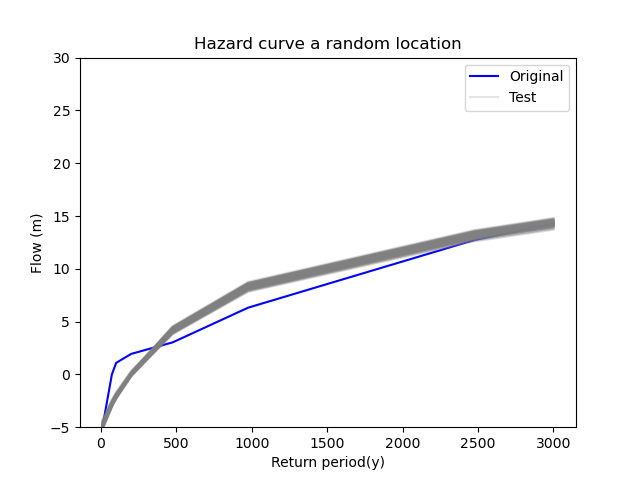 Hazard curve a random location
Original
Test
30
25
20
15
10
5
0
−5
Flow (m)
0 500 1000 1500 2000 2500 3000
Return period(y)